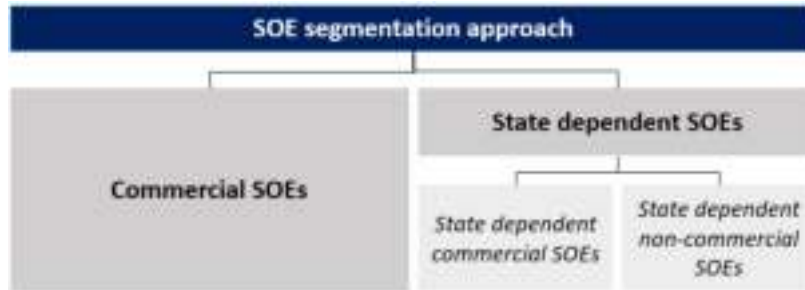 SOE segmentation approach
Commercial SOEs
State dependent SOEs
State dependent
commercial SOEs
State dependent
non-commercial
SOEs